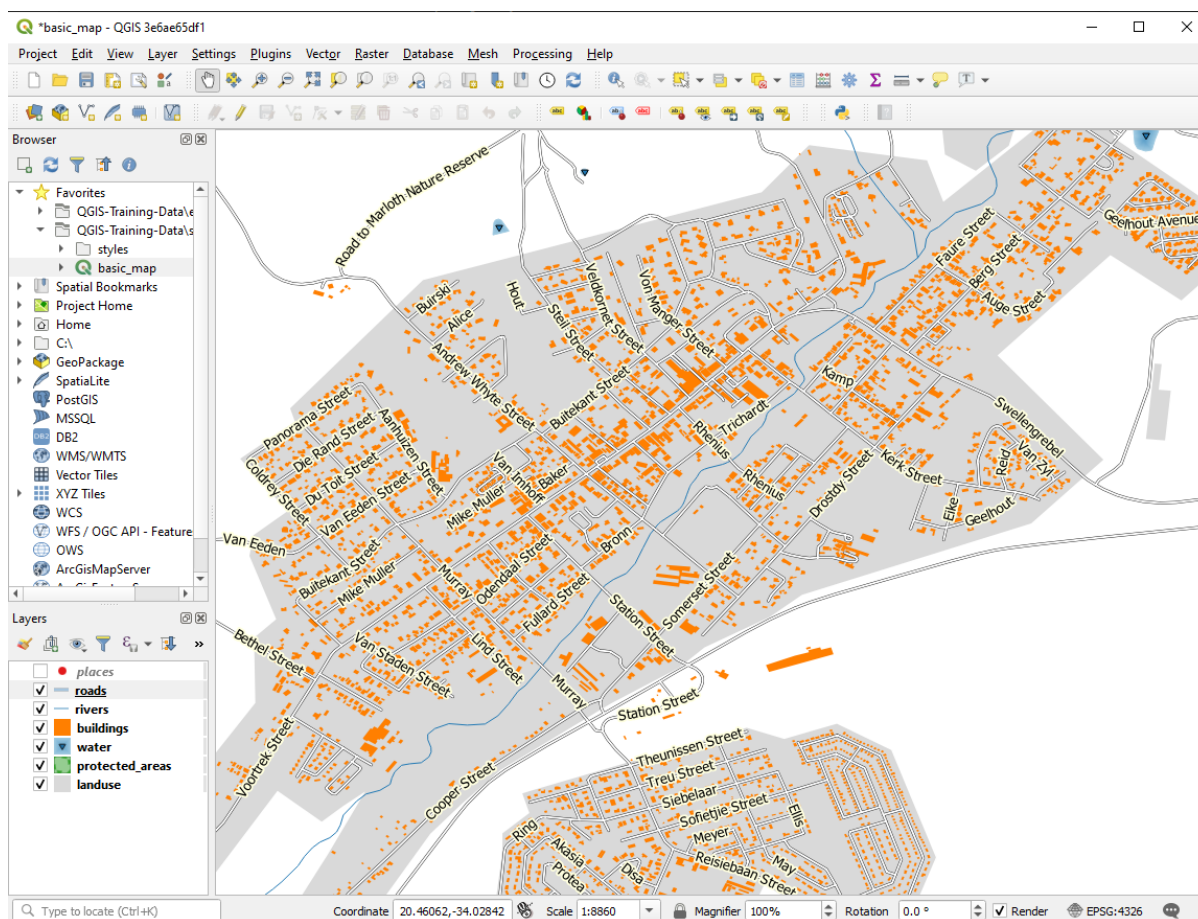 *basic_map - QGIS 3e6ae65df1
Project Edit View Layer Settings Plugins Vector Raster Database Mesh Processing Help
Browser
Favorites
QGIS-Training-Data\e
QGIS-Training-Data\s
styles
basic_map
Spatial Bookmarks
Project Home
Home
C:\
GeoPackage
SpatiaLite
PostGIS
MSSQL
DB2
WMS/WMTS
Vector Tiles
XYZ Tiles
WCS
WFS / OGC API - Feature
OWS
ArcGisMapServer
Layers
places
roads
rivers
buildings
water
protected_areas
landuse
Road to Marloth Nature Reserve
Geelhout Avenue
Faure Street
Berg Street
Auge Street
Buirski
Alice
Hout
Steil Street
Veldkornet Street
Von Manger Street
Andrew Whyte Street
Buitekant Street
Kamp
Swellengrebel
Panorama Street
Aanhuizen Street
Die Rand Street
Coldrey Street
Du Toit Street
Van Eeden Street
Trichardt
Rhenius
Van Imhoff
Baker
Mike Muller
Kerk Street
Reid
Van Zyl
Rhenius
Drostdy Street
Eike
Geelhout
Van Eeden
Bronn
Buitekant Street
Mike Muller
Murray
Odendaal Street
Fullard Street
Station Street
Somerset Street
Bethel Street
Van Staden Street
Lind Street
Murray
Station Street
Voortrek Street
Cooper Street
Theunissen Street
Treu Street
Siebelaar
Sofietjie Street
Ellis
Ring
Meyer
Akasia
Reisiebaan Street
May
Disa
Protea
Type to locate (Ctrl+K) Coordinate 20.46062,-34.02842 Scale 1:8860 Magnifier 100% Rotation 0.0 ° Render EPSG:4326